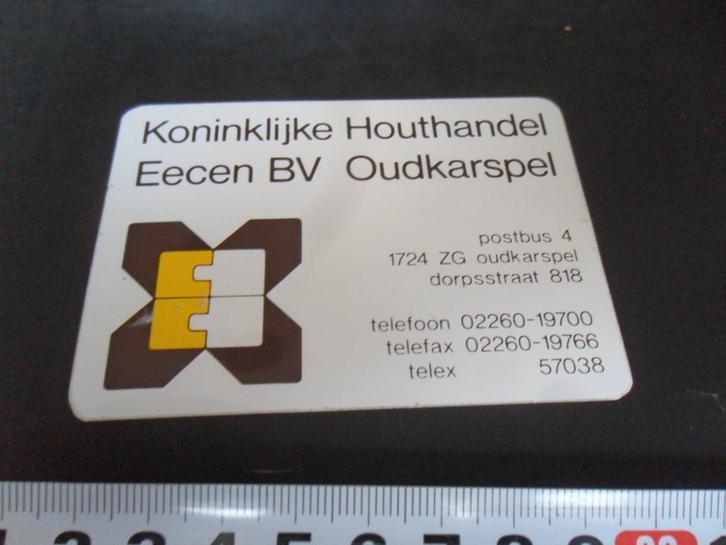 Koninklijke Houthandel
Eecen BV Oudkarspel
postbus 4
1724 ZG oudkarspel
dorpsstraat 818
telefoon 02260-19700
telefax 02260-19766
telex 57038